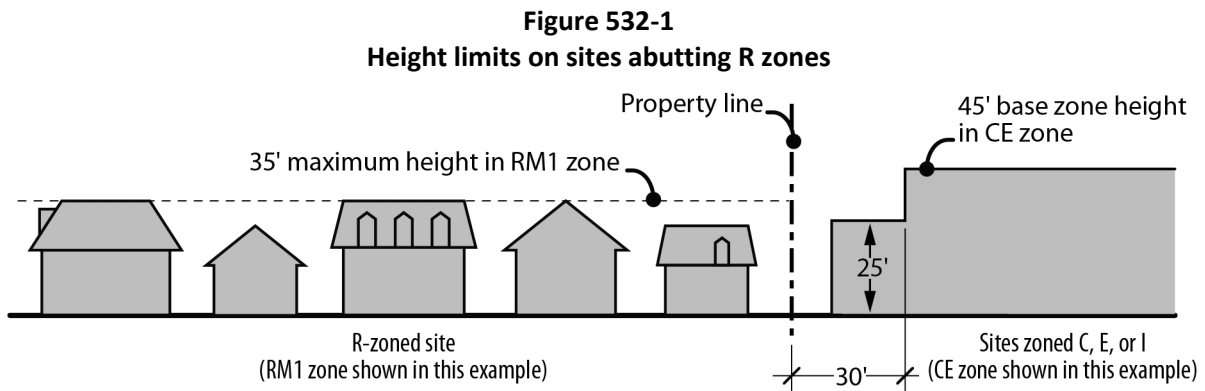 Figure 532-1
Height limits on sites abutting R zones
Property line
45' base zone height
in CE zone
35' maximum height in RM1 zone
25'
R-zoned site
(RM1 zone shown in this example)
30'
Sites zoned C, E, or I
(CE zone shown in this example)